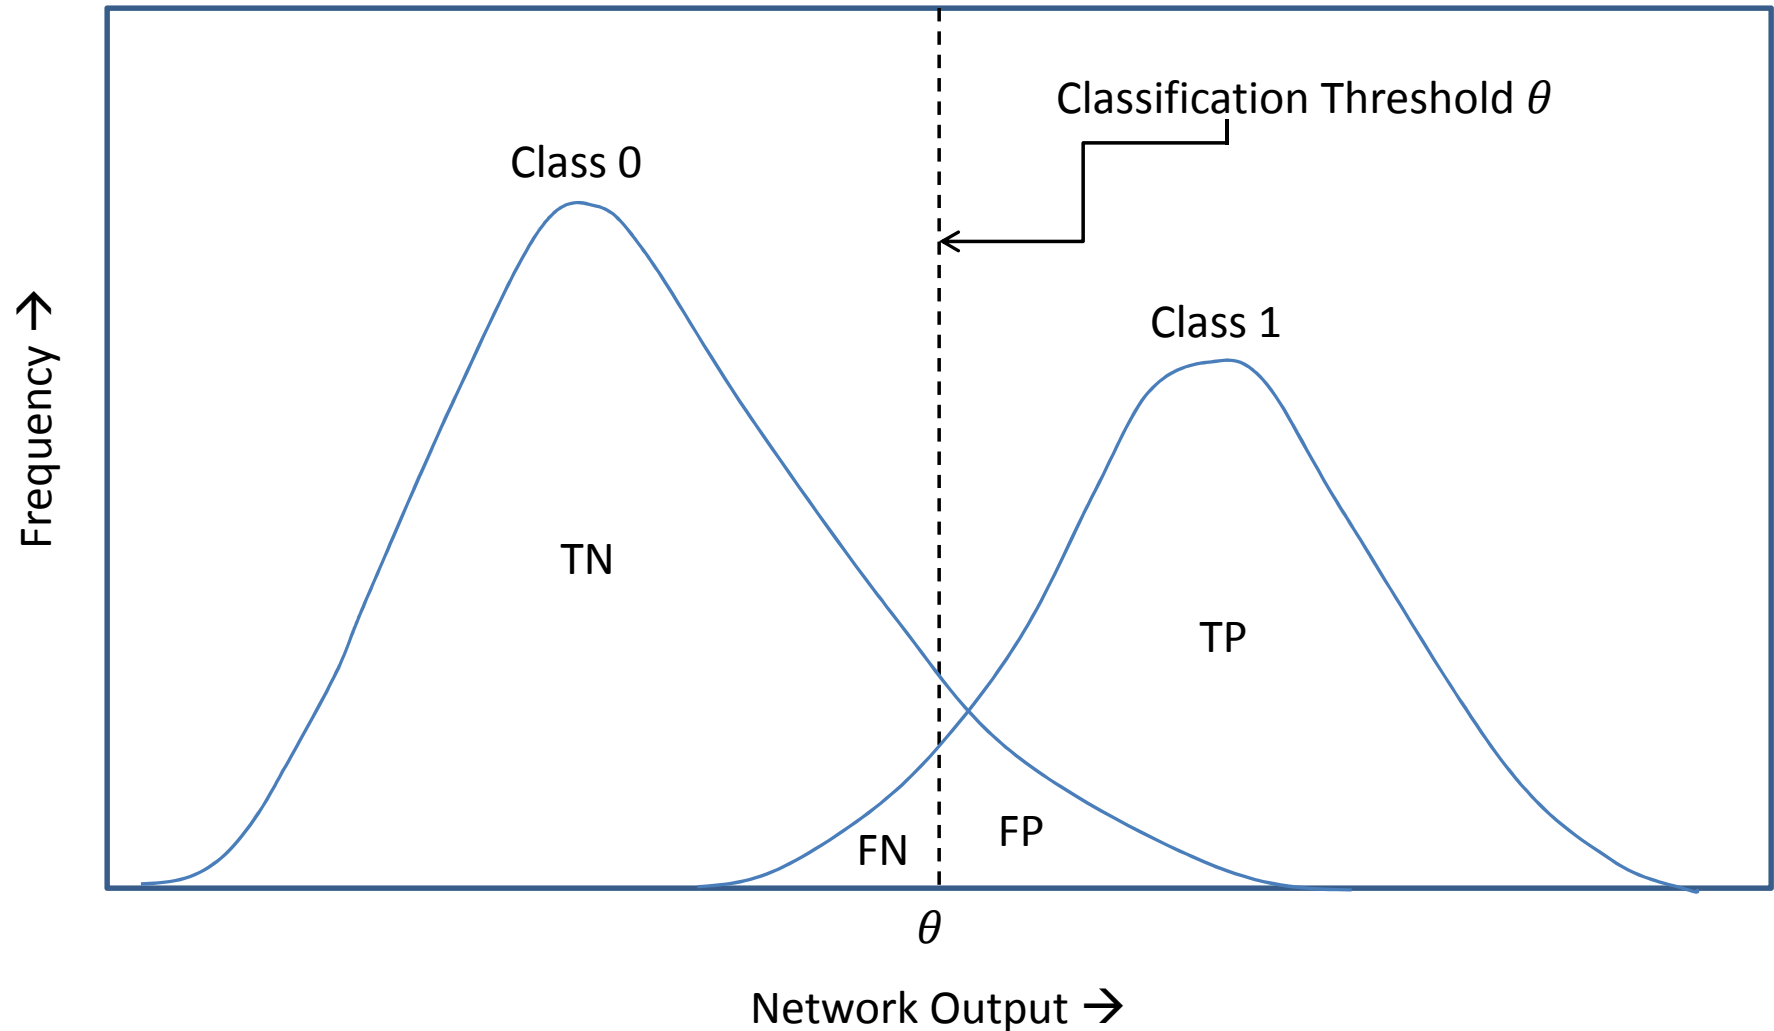 Classification Threshold θ
Class 0
Class 1
Frequency →
TN
TP
FN
FP
θ
Network Output →